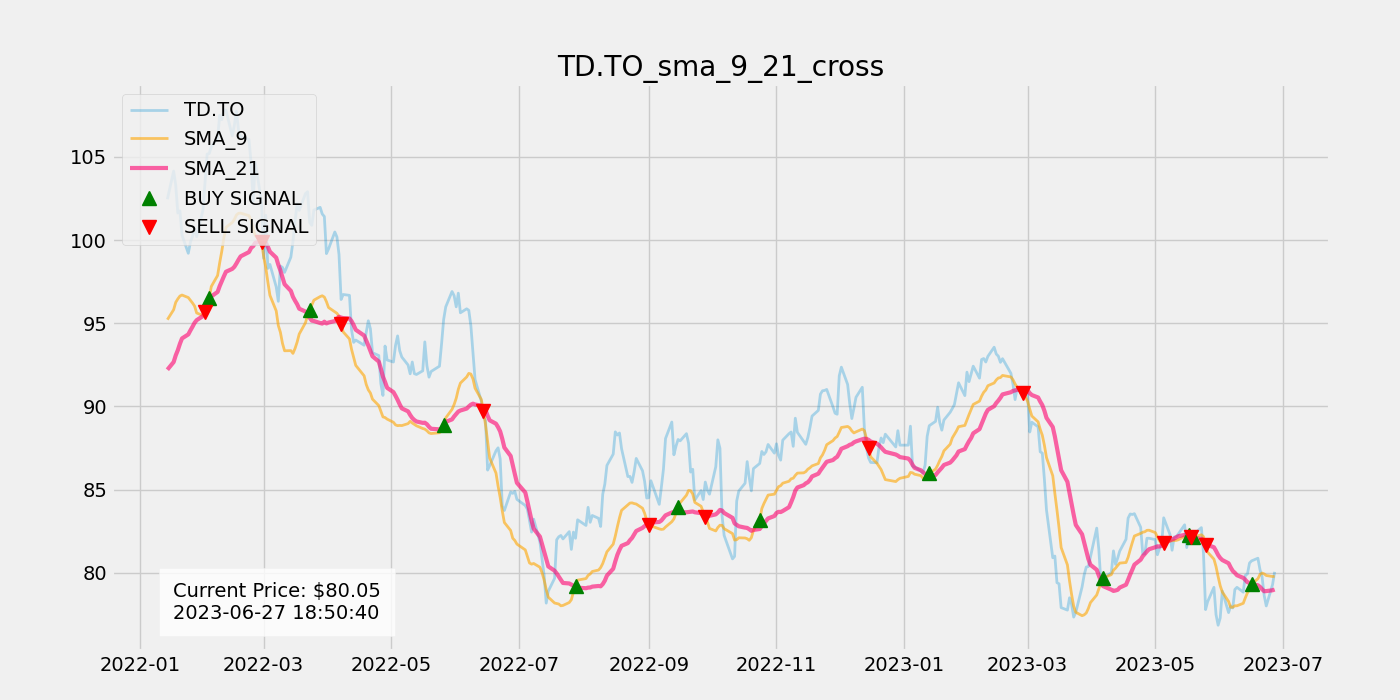 TD.TO_sma_9_21_cross
TD.TO
SMA_9
SMA_21
BUY SIGNAL
SELL SIGNAL
105
100
95
90
85
80
Current Price: $80.05
2023-06-27 18:50:40
2022-01
2022-03
2022-05
2022-07
2022-09
2022-11
2023-01
2023-03
2023-05
2023-07